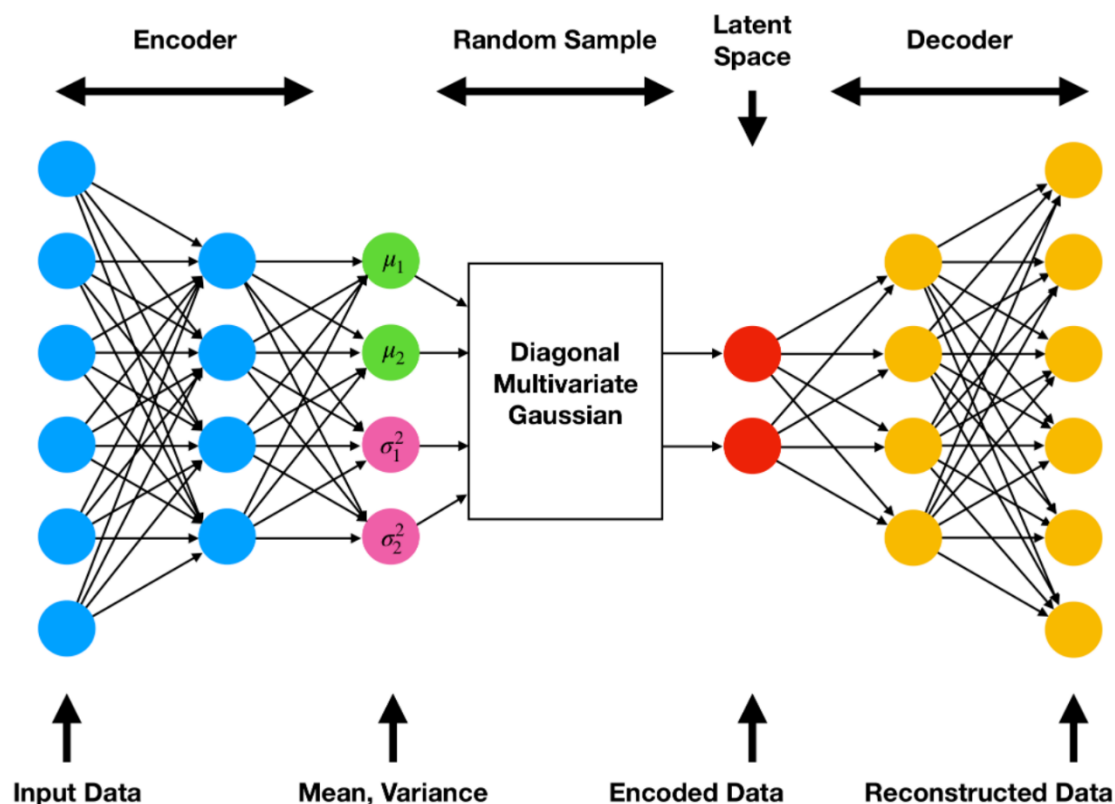 Encoder
Random Sample
Latent
Space
Decoder
μ₁
μ₂
σ₁²
σ₂²
Diagonal
Multivariate
Gaussian
Input Data
Mean, Variance
Encoded Data
Reconstructed Data